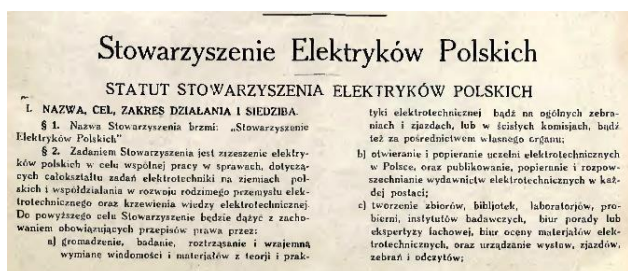 Stowarzyszenie Elektryków Polskich
STATUT STOWARZYSZENIA ELEKTRYKÓW POLSKICH
I. NAZWA, CEL, ZAKRES DZIAŁANIA I SIEDZIBA.
§ 1. Nazwa Stowarzyszenia brzmi: „Stowarzyszenie
Elektryków Polskich"
§ 2. Zadaniem Stowarzyszenia jest zrzeszenie elektry-
ków polskich w celu wspólnej pracy w sprawach, dotyczą-
cych całokształtu zadań elektrotechniki na ziemiach pol-
skich i współdziałania w rozwoju rodzimego przemysłu elek-
trotechnicznego oraz krzewienia wiedzy elektrotechnicznej.
Do powyższego celu Stowarzyszenie będzie dążyć z zacho-
waniem obowiązujących przepisów prawa przez:
a) gromadzenie, badanie, roztrząsanie i wzajemną
wymianę wiadomości i materjałów z teorji i prak-
tyki elektrotechnicznej bądź na ogólnych zebra-
niach i zjazdach, lub w ścisłych komisjach, bądź
też za pośrednictwem własnego organu;
b) otwieranie i popieranie uczelni elektrotechnicznych
w Polsce, oraz publikowanie, popieranie i rozpow-
szechnianie wydawnictw elektrotechnicznych w każ-
dej postaci;
c) tworzenie zbiorów, bibljotek, laboratorjów, pro-
bierni, instytutów badawczych, biur porady lub
ekspertyzy fachowej, biur oceny materjałów elek-
trotechnicznych, oraz urządzanie wystaw, zjazdów,
zebrań i odczytów;